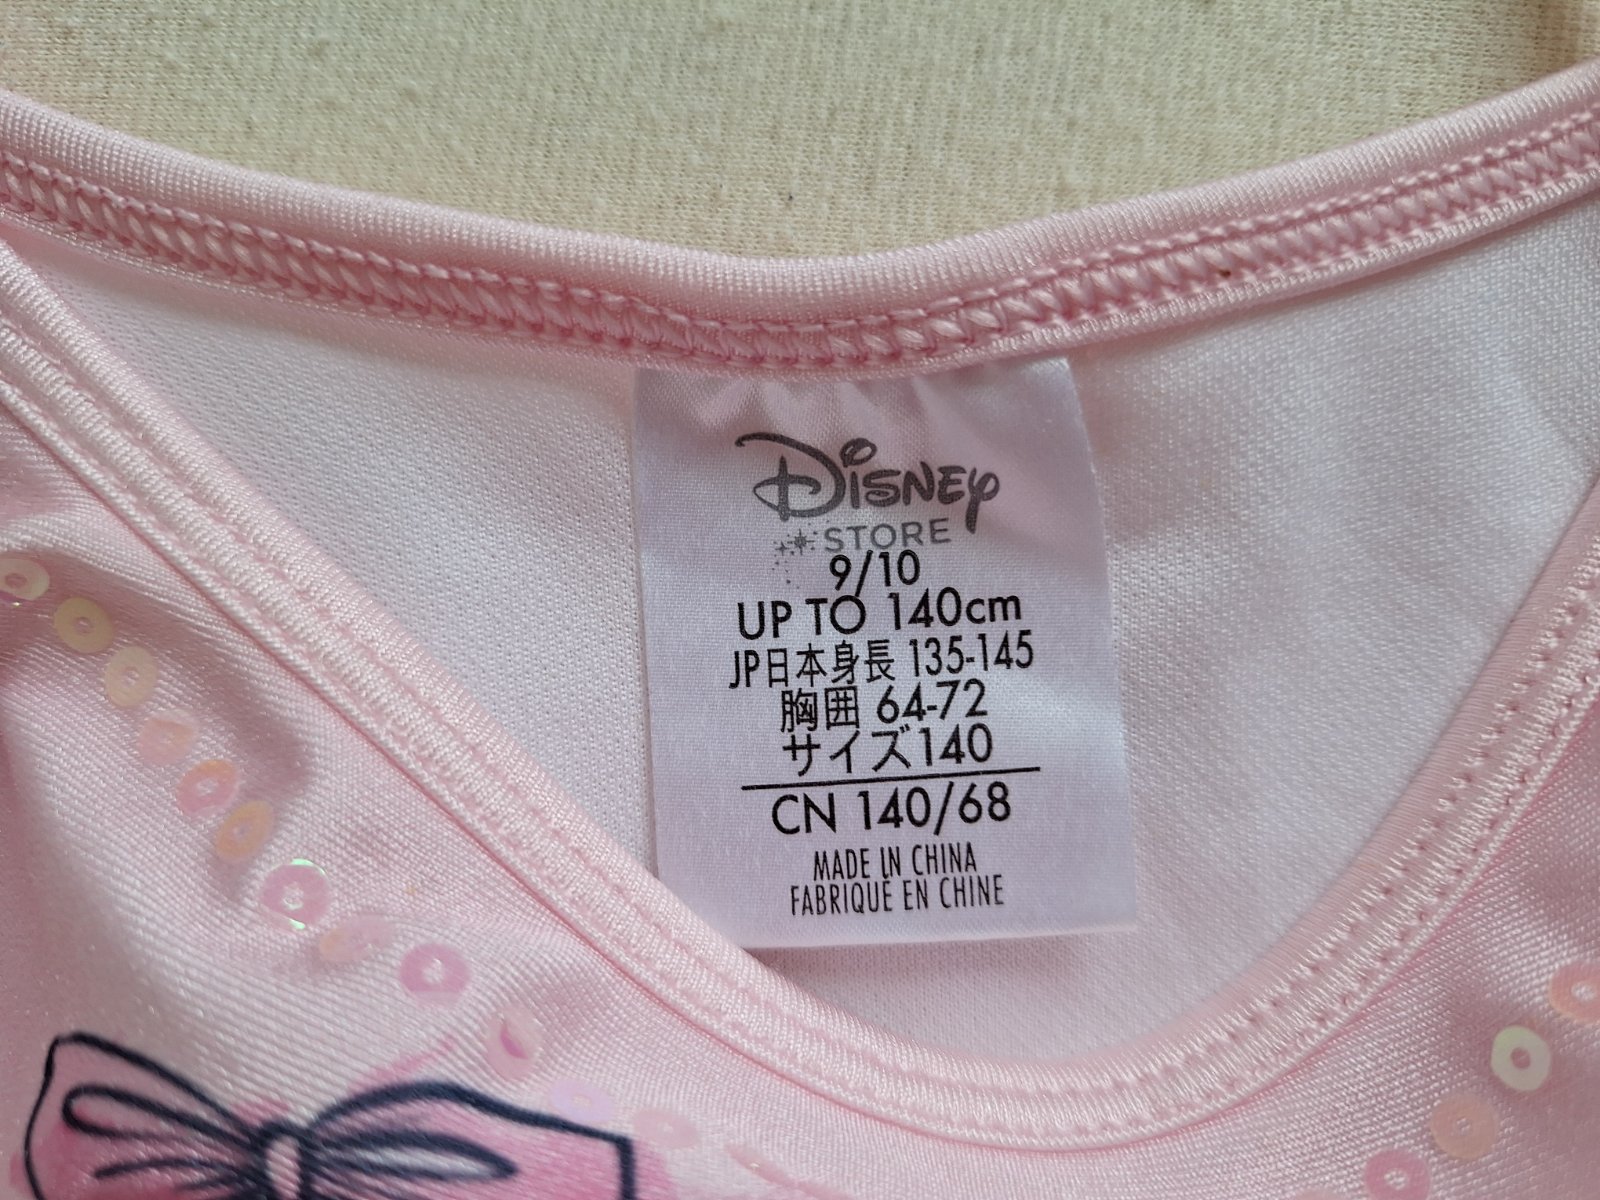 Disney
STORE
9/10
UP TO 140cm
JP日本身長 135-145
胸囲 64-72
サイズ140
CN 140/68
MADE IN CHINA
FABRIQUÉ EN CHINE